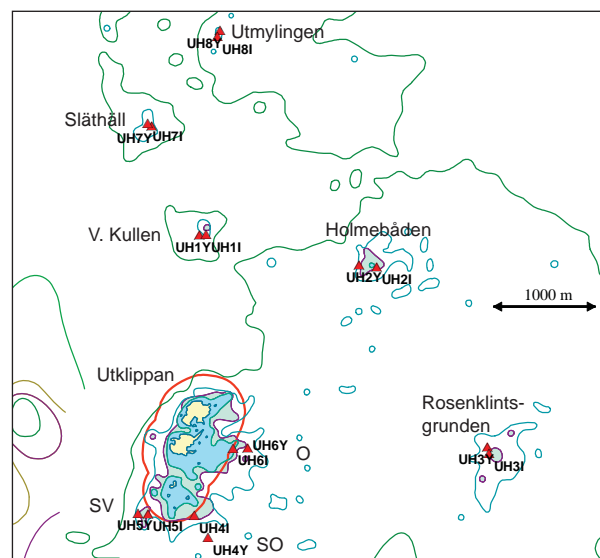 Utmylingen
UH8Y UH8I
Släthåll
UH7Y UH7I
V. Kullen
UH1Y UH1I
Holmebåden
UH2Y UH2I
1000 m
Utklippan
Rosenklints-
grunden
UH6Y
O
UH6I
UH3Y UH3I
SV
UH5Y UH5I UH4I
UH4Y
SO